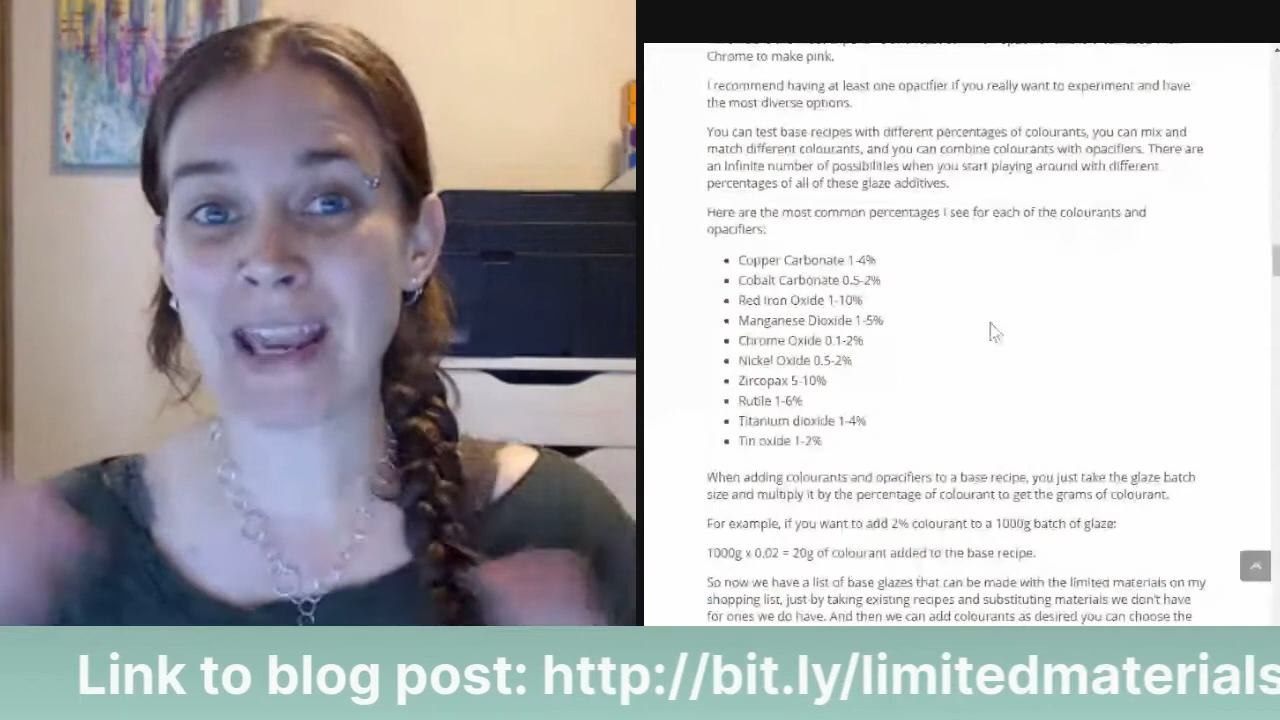 Chrome to make pink.
I recommend having at least one opacifier if you really want to experiment and have
the most diverse options.
You can test base recipes with different percentages of colourants, you can mix and
match different colourants, and you can combine colourants with opacifiers. There are
an infinite number of possibilities when you start playing around with different
percentages of all of these glaze additives.
Here are the most common percentages I see for each of the colourants and
opacifiers:
• Copper Carbonate 1-4%
• Cobalt Carbonate 0.5-2%
• Red Iron Oxide 1-10%
• Manganese Dioxide 1-5%
• Chrome Oxide 0.1-2%
• Nickel Oxide 0.5-2%
• Zircopax 5-10%
• Rutile 1-6%
• Titanium dioxide 1-4%
• Tin oxide 1-2%
When adding colourants and opacifiers to a base recipe, you just take the glaze batch
size and multiply it by the percentage of colourant to get the grams of colourant.
For example, if you want to add 2% colourant to a 1000g batch of glaze:
1000g x 0.02 = 20g of colourant added to the base recipe.
So now we have a list of base glazes that can be made with the limited materials on my
shopping list, just by taking existing recipes and substituting materials we don't have
for ones we do have. And then we can add colourants as desired you can choose the
Link to blog post: http://bit.ly/limitedmaterials